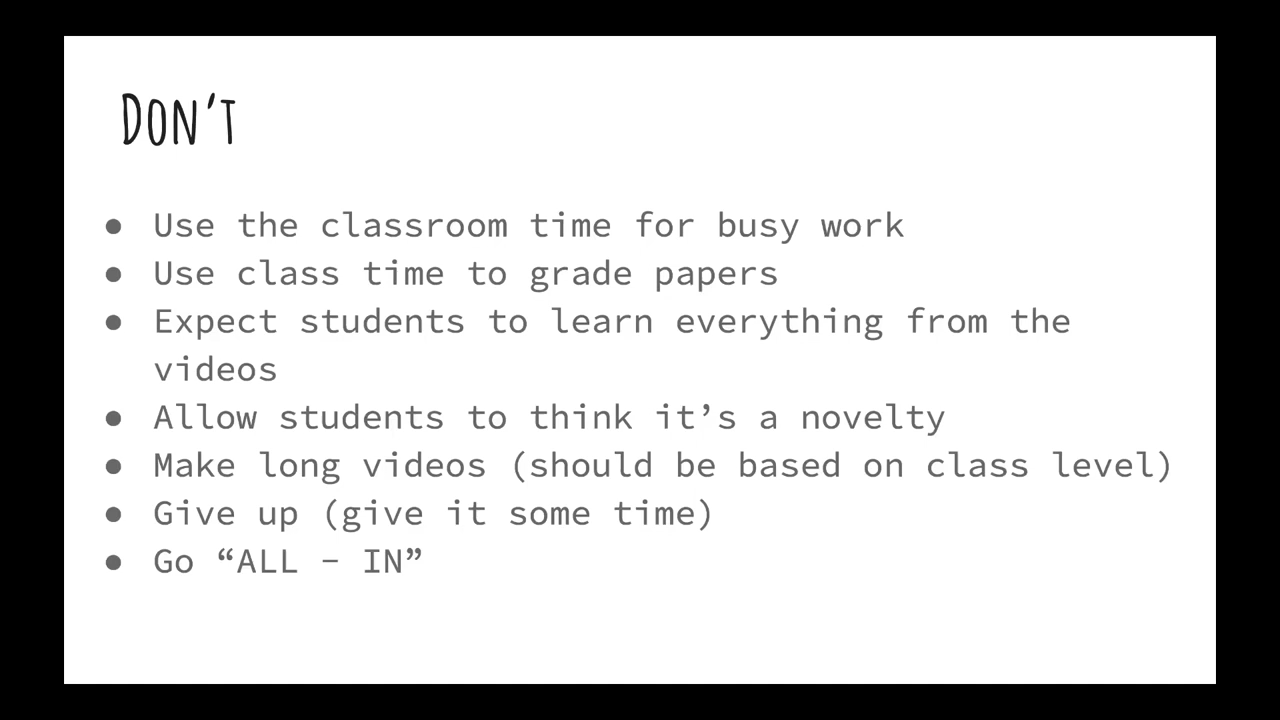 Don't
● Use the classroom time for busy work
● Use class time to grade papers
● Expect students to learn everything from the
videos
● Allow students to think it’s a novelty
● Make long videos (should be based on class level)
● Give up (give it some time)
● Go “ALL - IN”